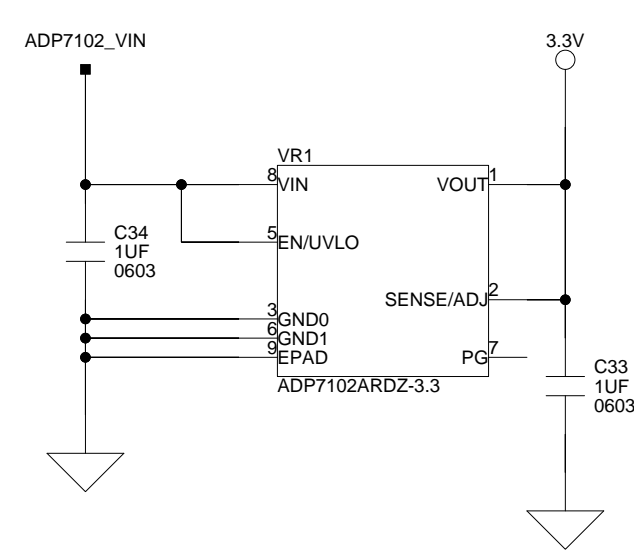 ADP7102_VIN
3.3V
VR1
8
VIN
VOUT
1
C34
1UF
0603
5
EN/UVLO
SENSE/ADJ
2
3
GND0
6
GND1
9
EPAD
PG
7
ADP7102ARDZ-3.3
C33
1UF
0603